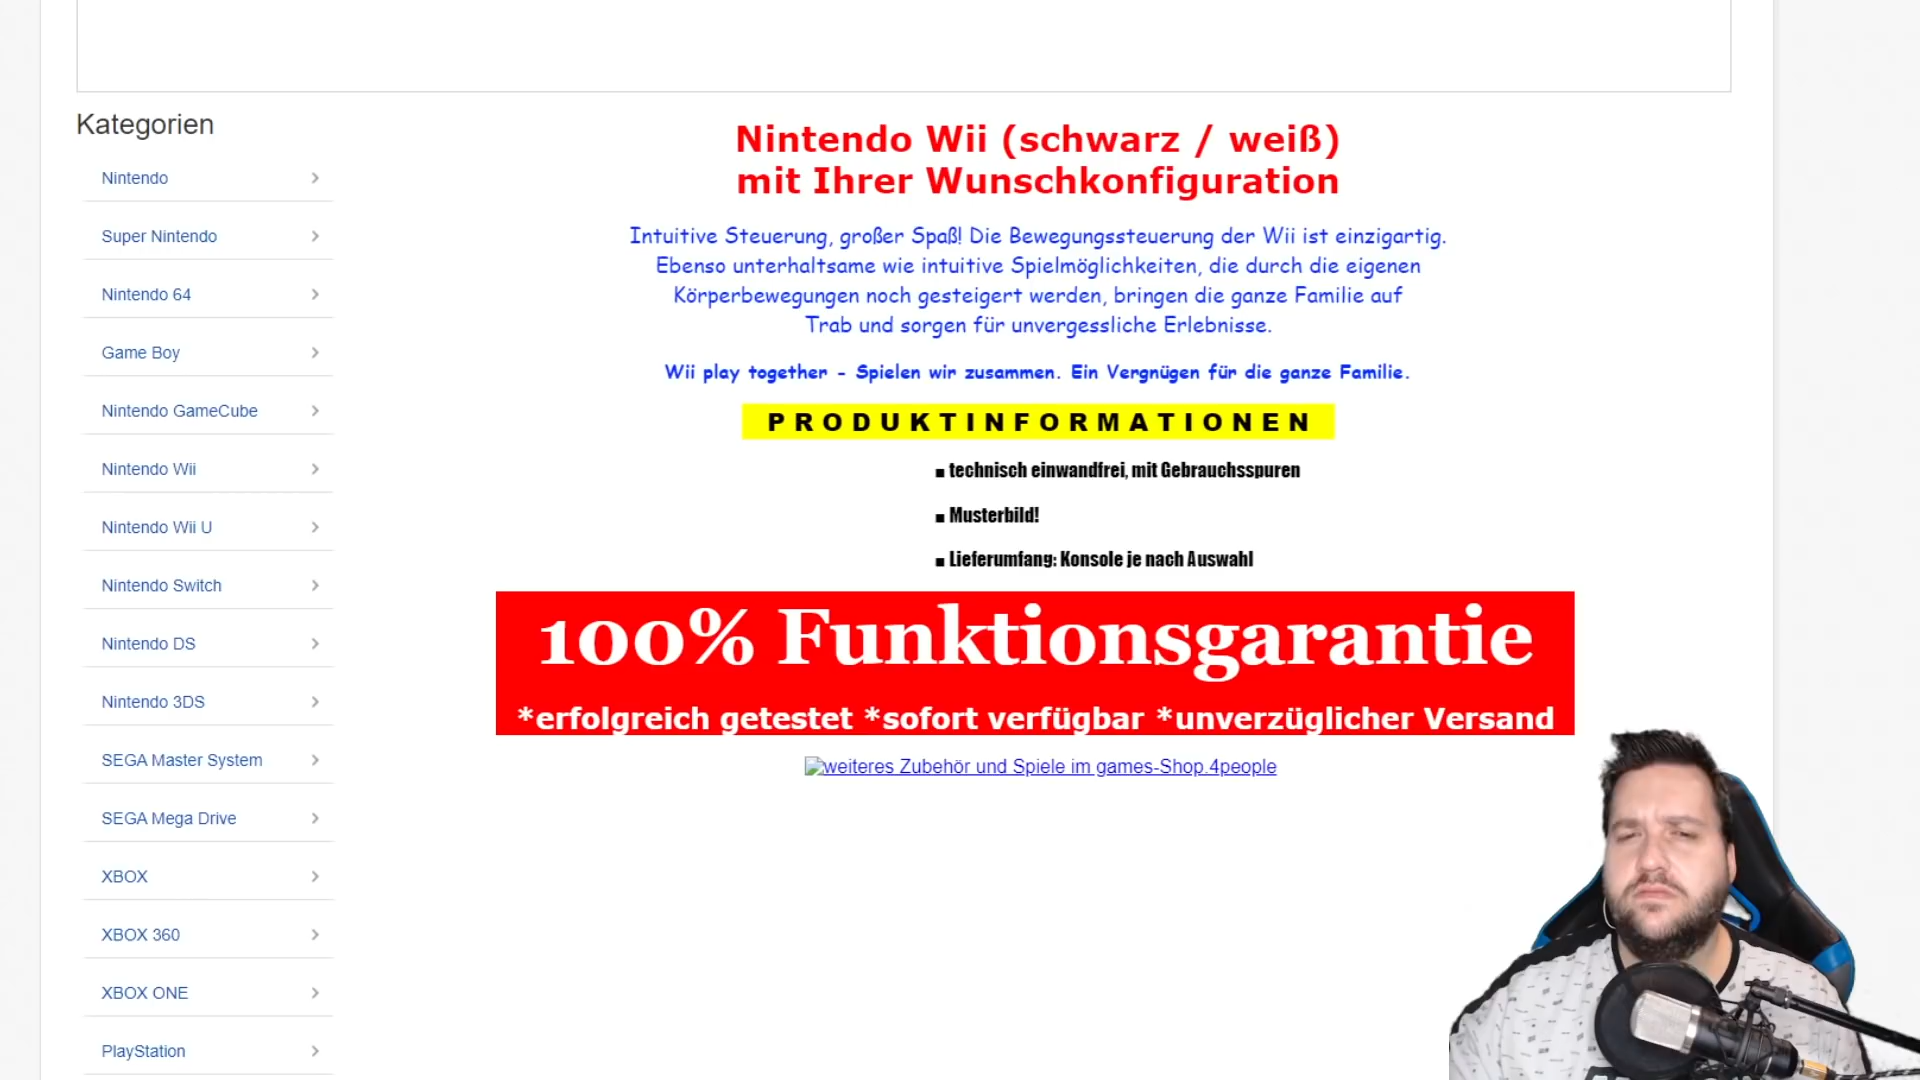 Kategorien
Nintendo
Super Nintendo
Nintendo 64
Game Boy
Nintendo GameCube
Nintendo Wii
Nintendo Wii U
Nintendo Switch
Nintendo DS
Nintendo 3DS
SEGA Master System
SEGA Mega Drive
XBOX
XBOX 360
XBOX ONE
PlayStation
Nintendo Wii (schwarz / weiß)
mit Ihrer Wunschkonfiguration
Intuitive Steuerung, großer Spaß! Die Bewegungssteuerung der Wii ist einzigartig.
Ebenso unterhaltsame wie intuitive Spielmöglichkeiten, die durch die eigenen
Körperbewegungen noch gesteigert werden, bringen die ganze Familie auf
Trab und sorgen für unvergessliche Erlebnisse.
Wii play together - Spielen wir zusammen. Ein Vergnügen für die ganze Familie.
PRODUKTINFORMATIONEN
■ technisch einwandfrei, mit Gebrauchsspuren
■ Musterbild!
■ Lieferumfang: Konsole je nach Auswahl
100% Funktionsgarantie
*erfolgreich getestet *sofort verfügbar *unverzüglicher Versand
weiteres Zubehör und Spiele im games-Shop.4people